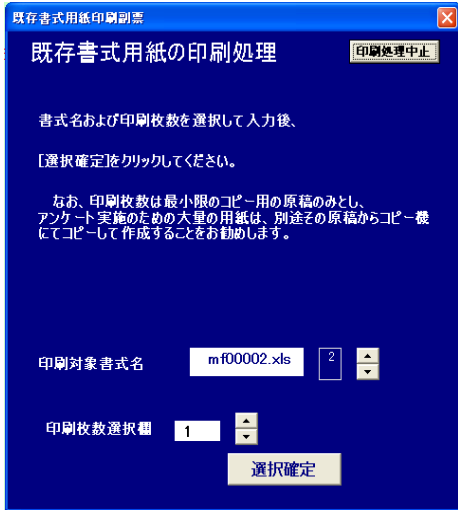 既存書式用紙印刷副票
既存書式用紙の印刷処理
印刷処理中止
書式名および印刷枚数を選択して入力後、
[選択確定]をクリックしてください。
なお、印刷枚数は最小限のコピー用の原稿のみとし、
アンケート実施のための大量の用紙は、別途その原稿からコピー機
にてコピーして作成することをお勧めします。
印刷対象書式名 mf00002.xls 2
印刷枚数選択欄 1
選択確定